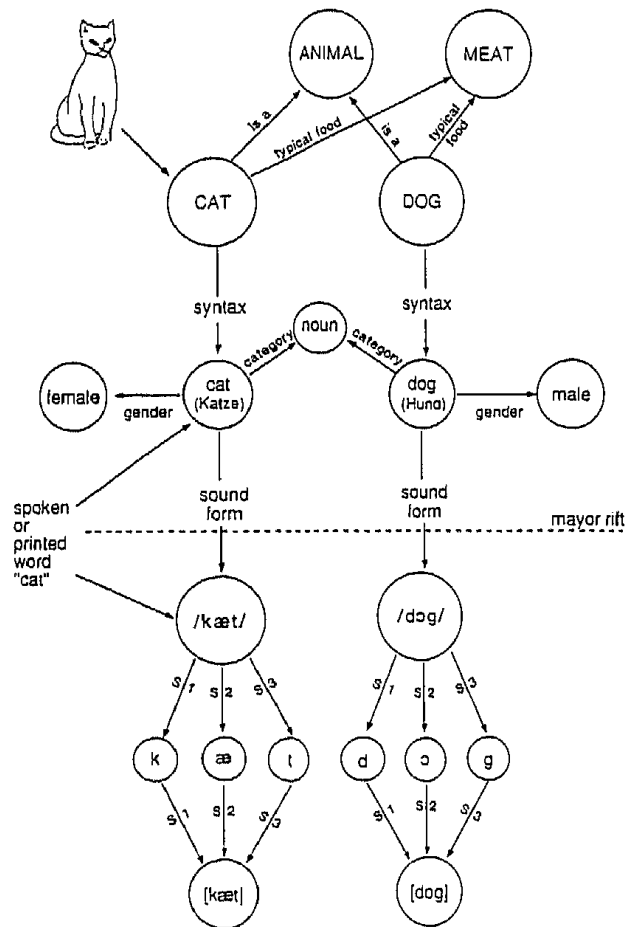 ANIMAL
MEAT
is a
typical food
is a
typical
food
CAT
DOG
syntax
syntax
noun
category
category
female
gender
cat
(Katze)
dog
(Hund)
gender
male
sound
form
sound
form
spoken
or
printed
word
"cat"
mayor rift
/kæt/
/dɔg/
S 1
S 2
S 3
S 1
S 2
S 3
k
æ
t
d
ɔ
g
S 1
S 2
S 3
S 1
S 2
S 3
[kæt]
[dɔg]